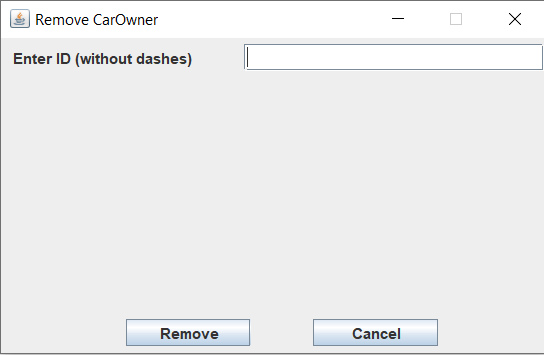 Remove CarOwner
Enter ID (without dashes)
Remove Cancel